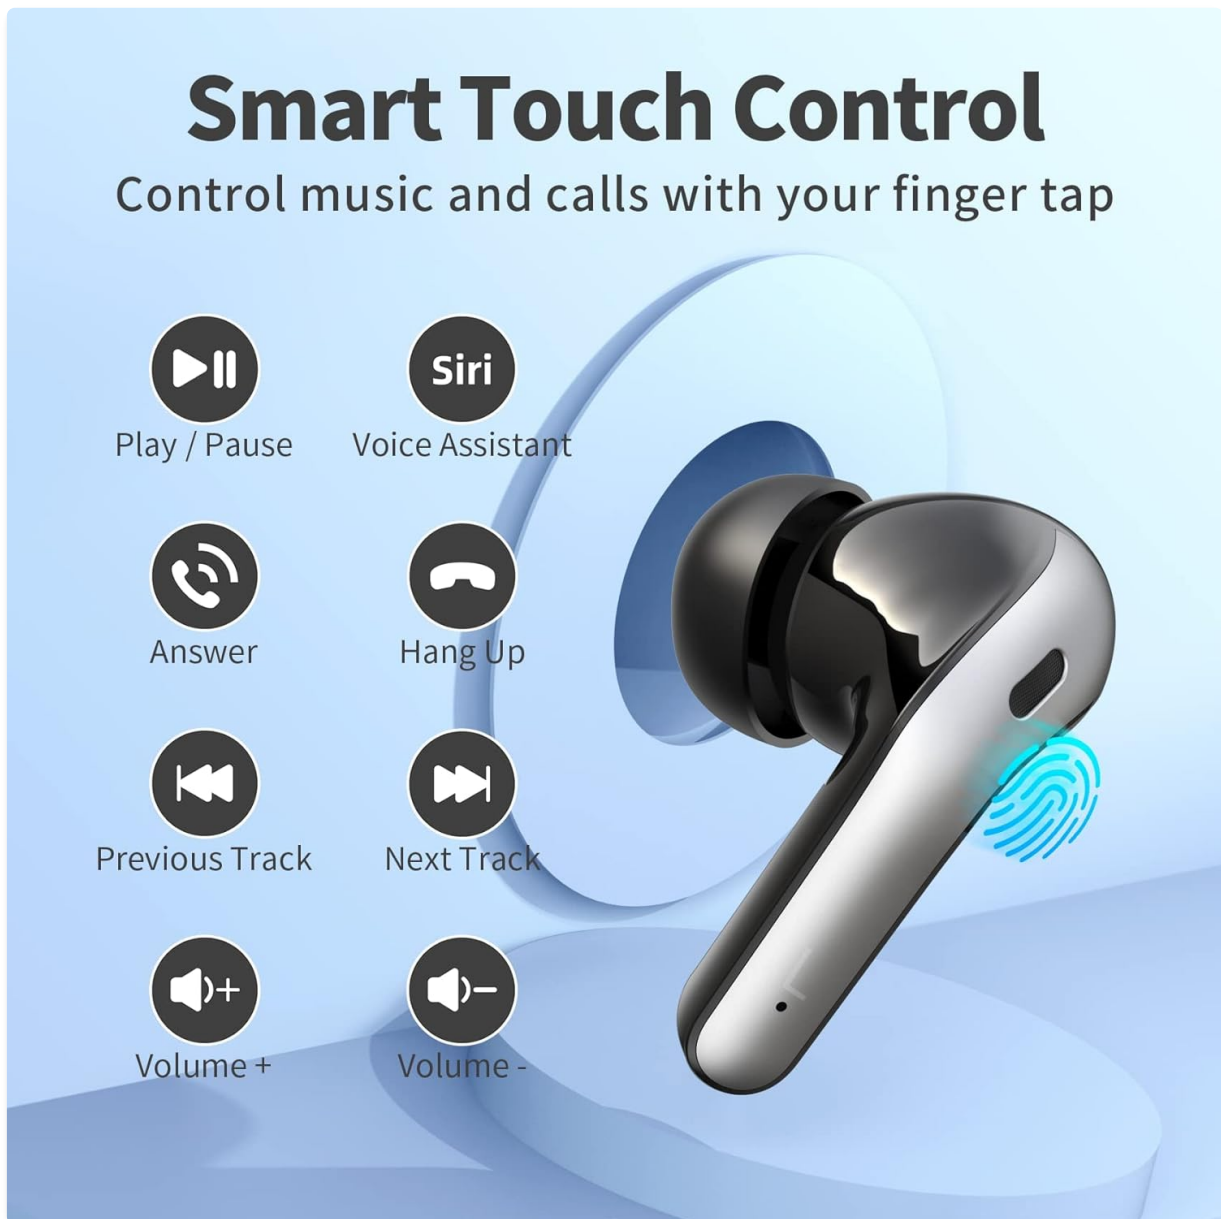 Smart Touch Control
Control music and calls with your finger tap
Siri
Play / Pause
Voice Assistant
Answer
Hang Up
Previous Track
Next Track
Volume +
Volume -